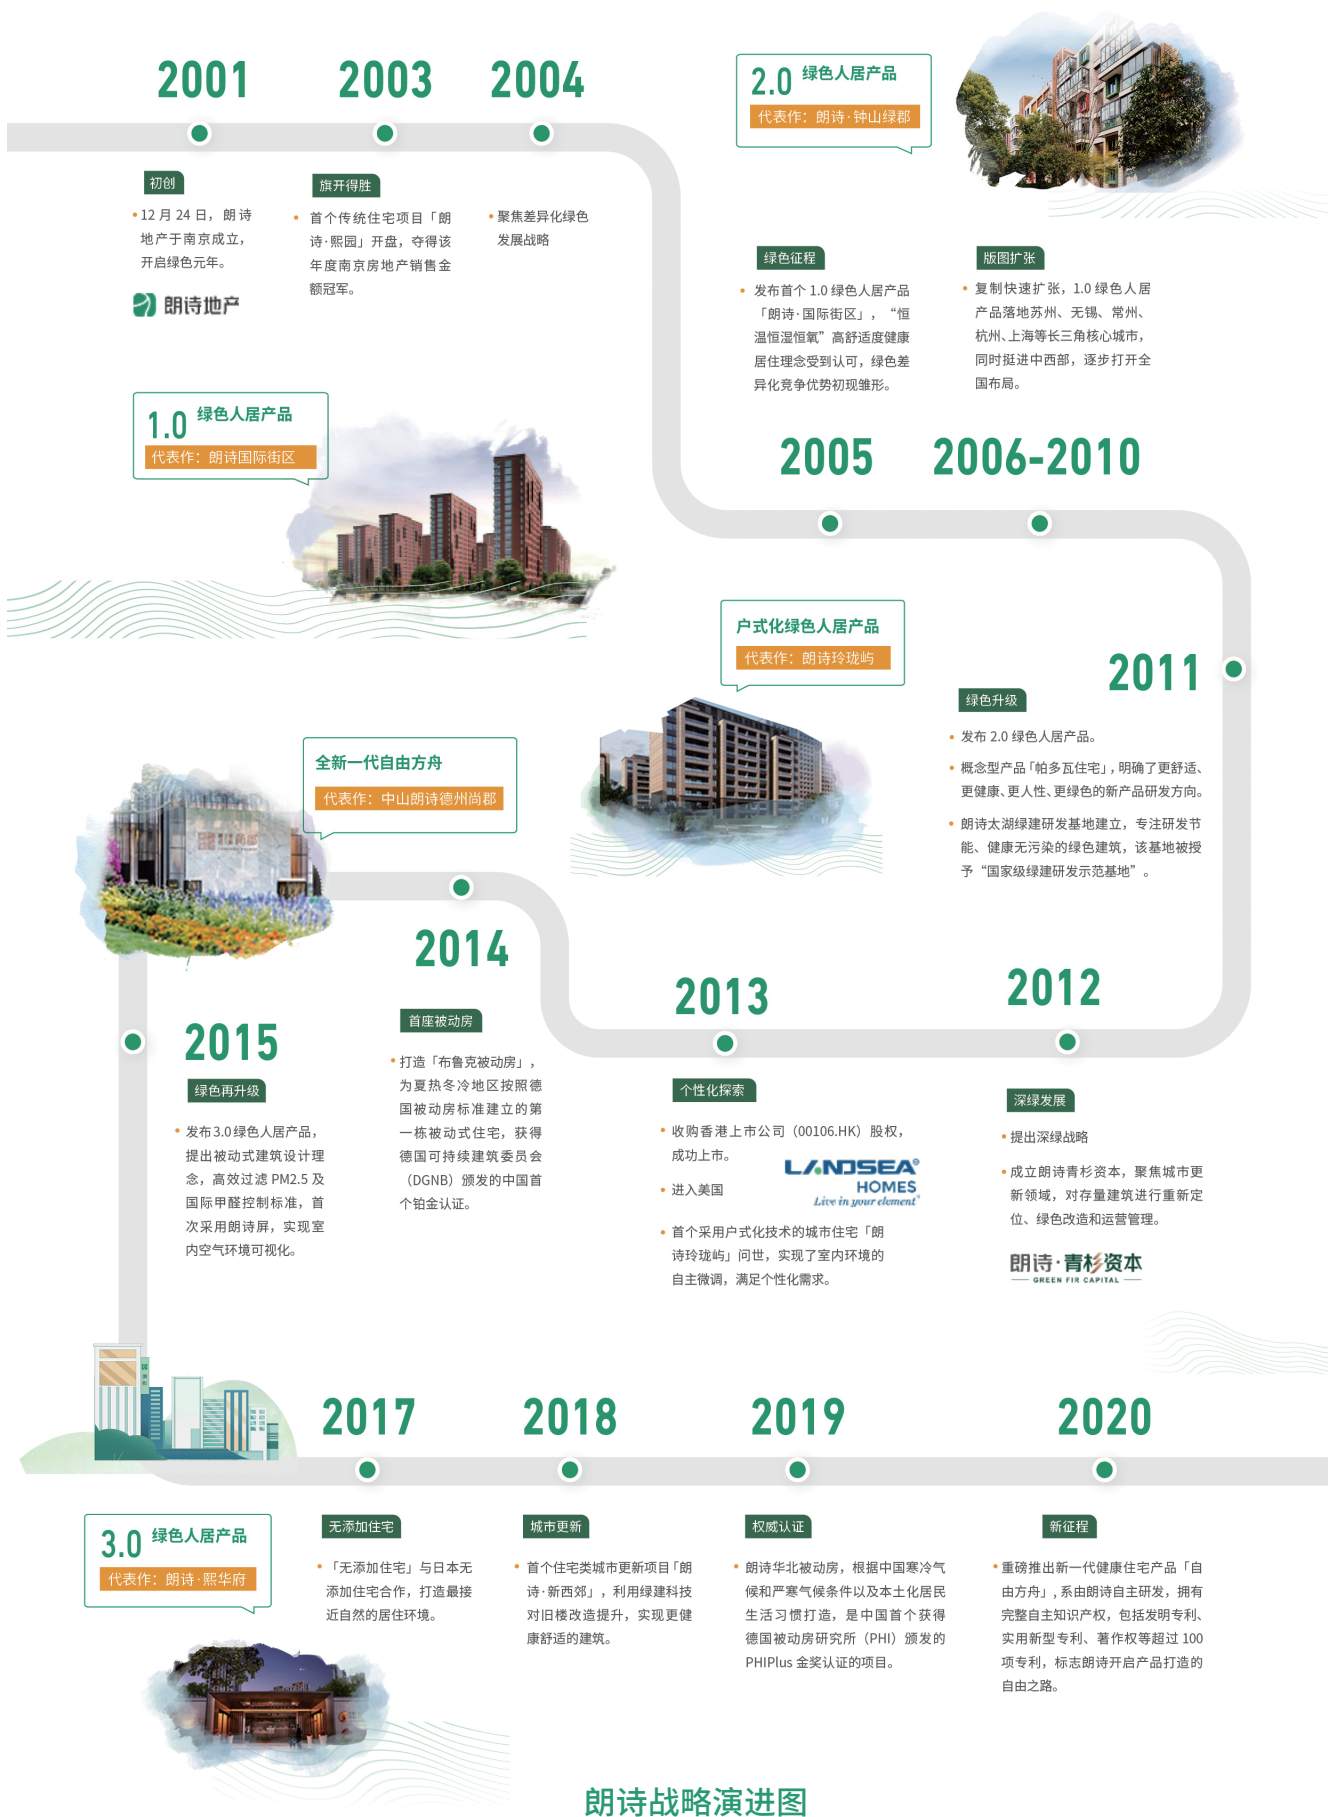 2001
初创
•12 月 24 日，朗诗
地产于南京成立，
开启绿色元年。
朗诗地产
2003
旗开得胜
• 首个传统住宅项目「朗
诗·熙园」开盘，夺得该
年度南京房地产销售金
额冠军。
2004
•聚焦差异化绿色
发展战略
2.0 绿色人居产品
代表作：朗诗·钟山绿郡
1.0 绿色人居产品
代表作：朗诗国际街区
绿色征程
• 发布首个 1.0 绿色人居产品
「朗诗·国际街区」，“恒
温恒湿恒氧”高舒适度健康
居住理念受到认可，绿色差
异化竞争优势初现雏形。
2005
版图扩张
• 复制快速扩张，1.0 绿色人居
产品落地苏州、无锡、常州、
杭州、上海等长三角核心城市，
同时挺进中西部，逐步打开全
国布局。
2006-2010
户式化绿色人居产品
代表作：朗诗玲珑屿
2011
绿色升级
• 发布 2.0 绿色人居产品。
• 概念型产品「帕多瓦住宅」，明确了更舒适、
更健康、更人性、更绿色的新产品研发方向。
• 朗诗太湖绿建研发基地建立，专注研发节
能、健康无污染的绿色建筑，该基地被授
予“国家级绿建研发示范基地”。
2012
深绿发展
•提出深绿战略
•成立朗诗青杉资本，聚焦城市更
新领域，对存量建筑进行重新定
位、绿色改造和运营管理。
朗诗·青杉资本
GREEN FIR CAPITAL
2013
个性化探索
• 收购香港上市公司（00106.HK）股权，
成功上市。
• 进入美国
LANDSEA®
HOMES
Live in your element
• 首个采用户式化技术的城市住宅「朗
诗玲珑屿」问世，实现了室内环境的
自主微调，满足个性化需求。
全新一代自由方舟
代表作：中山朗诗德州尚郡
2014
首座被动房
•打造「布鲁克被动房」，
为夏热冬冷地区按照德
国被动房标准建立的第
一栋被动式住宅，获得
德国可持续建筑委员会
（DGNB）颁发的中国首
个铂金认证。
2015
绿色再升级
• 发布3.0绿色人居产品，
提出被动式建筑设计理
念，高效过滤 PM2.5 及
国际甲醛控制标准，首
次采用朗诗屏，实现室
内空气环境可视化。
3.0 绿色人居产品
代表作：朗诗·熙华府
2017
无添加住宅
• 「无添加住宅」与日本无
添加住宅合作，打造最接
近自然的居住环境。
2018
城市更新
• 首个住宅类城市更新项目「朗
诗·新西郊」，利用绿建科技
对旧楼改造提升，实现更健
康舒适的建筑。
2019
权威认证
• 朗诗华北被动房，根据中国寒冷气
候和严寒气候条件以及本土化居民
生活习惯打造，是中国首个获得
德国被动房研究所（PHI）颁发的
PHIPlus 金奖认证的项目。
2020
新征程
•重磅推出新一代健康住宅产品「自
由方舟」, 系由朗诗自主研发，拥有
完整自主知识产权，包括发明专利、
实用新型专利、著作权等超过 100
项专利，标志朗诗开启产品打造的
自由之路。
朗诗战略演进图